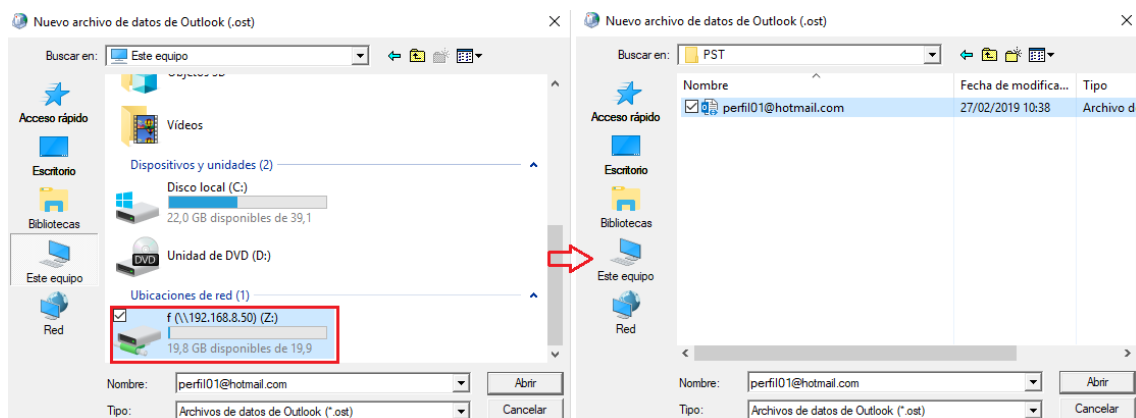 Nuevo archivo de datos de Outlook (.ost)
Buscar en: Este equipo
Acceso rápido
Escritorio
Bibliotecas
Este equipo
Red
Vídeos
Dispositivos y unidades (2)
Disco local (C:)
22,0 GB disponibles de 39,1
DVD
Unidad de DVD (D:)
Ubicaciones de red (1)
f (\\192.168.8.50) (Z:)
19,8 GB disponibles de 19,9
Nombre: perfil01@hotmail.com Abrir
Tipo: Archivos de datos de Outlook (*.ost) Cancelar
Nuevo archivo de datos de Outlook (.ost)
Buscar en: PST
Acceso rápido
Escritorio
Bibliotecas
Este equipo
Red
Nombre Fecha de modifica... Tipo
perfil01@hotmail.com 27/02/2019 10:38 Archivo d
Nombre: perfil01@hotmail.com Abrir
Tipo: Archivos de datos de Outlook (*.ost) Cancelar